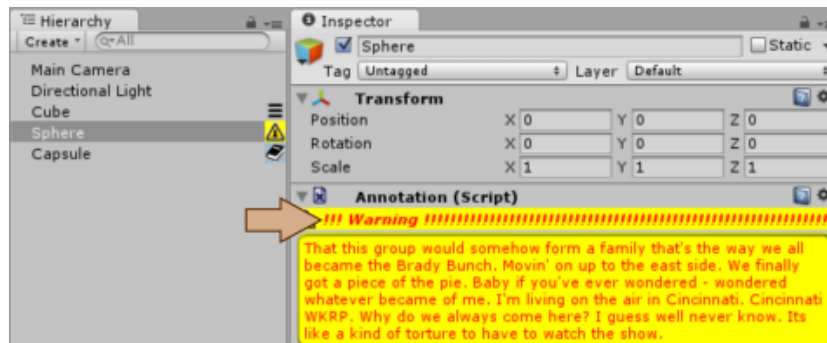 Hierarchy
Create
All
Main Camera
Directional Light
Cube
Sphere
Capsule
Inspector
Sphere
Static
Tag Untagged Layer Default
Transform
Position X 0 Y 0 Z 0
Rotation X 0 Y 0 Z 0
Scale X 1 Y 1 Z 1
Annotation (Script)
!!! Warning !!!!!!!!!!!!!!!!!!!!!!!!!!!!!!!!!!!!!!!!!!!!!!!!!!!!!!!!!!!!!!
That this group would somehow form a family that's the way we all
became the Brady Bunch. Movin' on up to the east side. We finally
got a piece of the pie. Baby if you've ever wondered - wondered
whatever became of me. I'm living on the air in Cincinnati. Cincinnati
WKRP. Why do we always come here? I guess well never know. Its
like a kind of torture to have to watch the show.